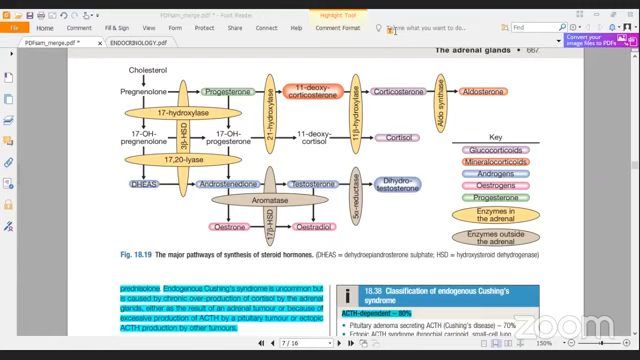 PDFsam_merge.pdf * - Foxit Reader
Highlight Tool
File
Home
Comment
Fill & Sign
View
Form
Protect
Share
Connect
Help
Comment Format
Tell me what you want to do..
Find
PDFsam_merge.pdf *
ENDOCRINOLOGY.pdf
Convert your
image files to PDFs
The adrenal glands • 667
Cholesterol
Pregnenolone
Progesterone
11-deoxy-
corticosterone
Corticosterone
Aldosterone
17-hydroxylase
3β-HSD
21-hydroxylase
11β-hydroxylase
Aldo synthase
17-OH-
pregnenolone
17-OH-
progesterone
11-deoxy-
cortisol
Cortisol
17,20-lyase
DHEAS
Androstenedione
Testosterone
Dihydro-
testosterone
Aromatase
17β-HSD
5α-reductase
Oestrone
Oestradiol
Key
Glucocorticoids
Mineralocorticoids
Androgens
Oestrogens
Progesterone
Enzymes in
the adrenal
Enzymes outside
the adrenal
Fig. 18.19 The major pathways of synthesis of steroid hormones. (DHEAS = dehydroepiandrosterone sulphate; HSD = hydroxysteroid dehydrogenase)
prednisolone. Endogenous Cushing's syndrome is uncommon but
is caused by chronic over-production of cortisol by the adrenal
glands, either as the result of an adrenal tumour or because of
excessive production of ACTH by a pituitary tumour or ectopic
ACTH production by other tumours.
i
18.38 Classification of endogenous Cushing's
syndrome
ACTH-dependent – 80%
• Pituitary adenoma secreting ACTH (Cushing's disease) – 70%
• Ectopic ACTH syndrome (bronchial carcinoid, small-cell lung
zoom
7 / 16
150%